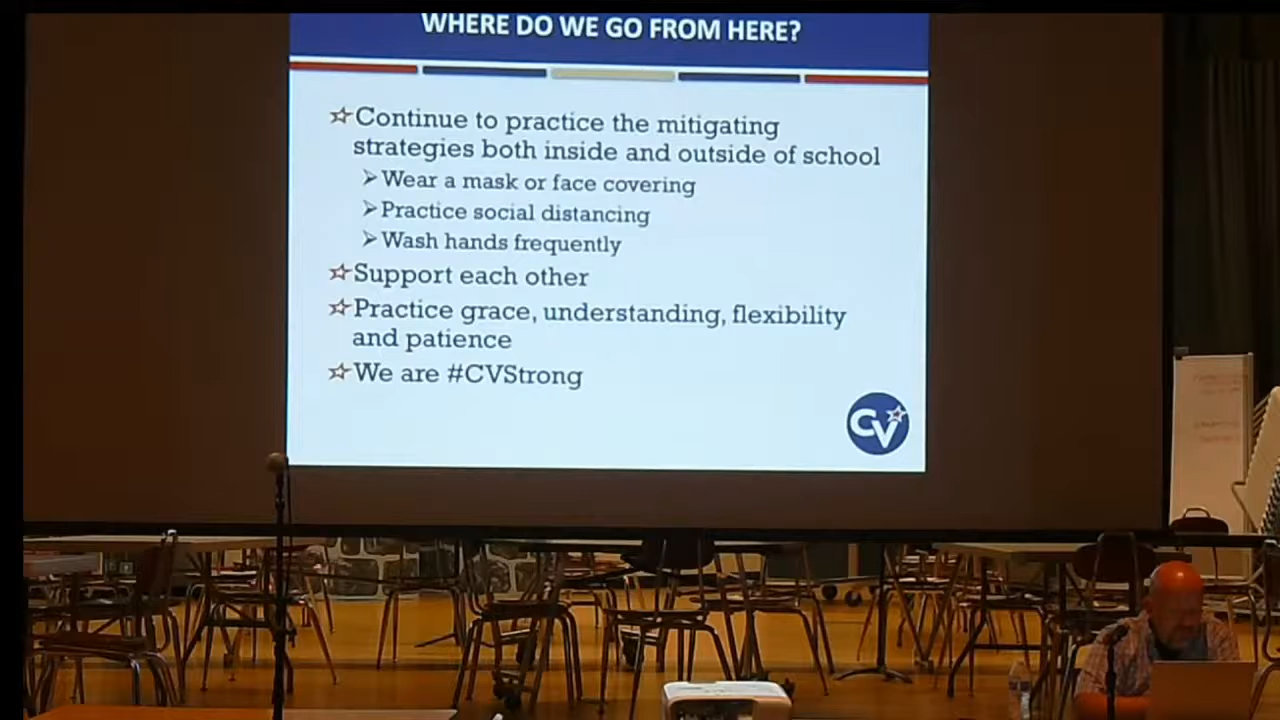 WHERE DO WE GO FROM HERE?
Continue to practice the mitigating
strategies both inside and outside of school
Wear a mask or face covering
Practice social distancing
Wash hands frequently
Support each other
Practice grace, understanding, flexibility
and patience
We are #CVStrong
CV